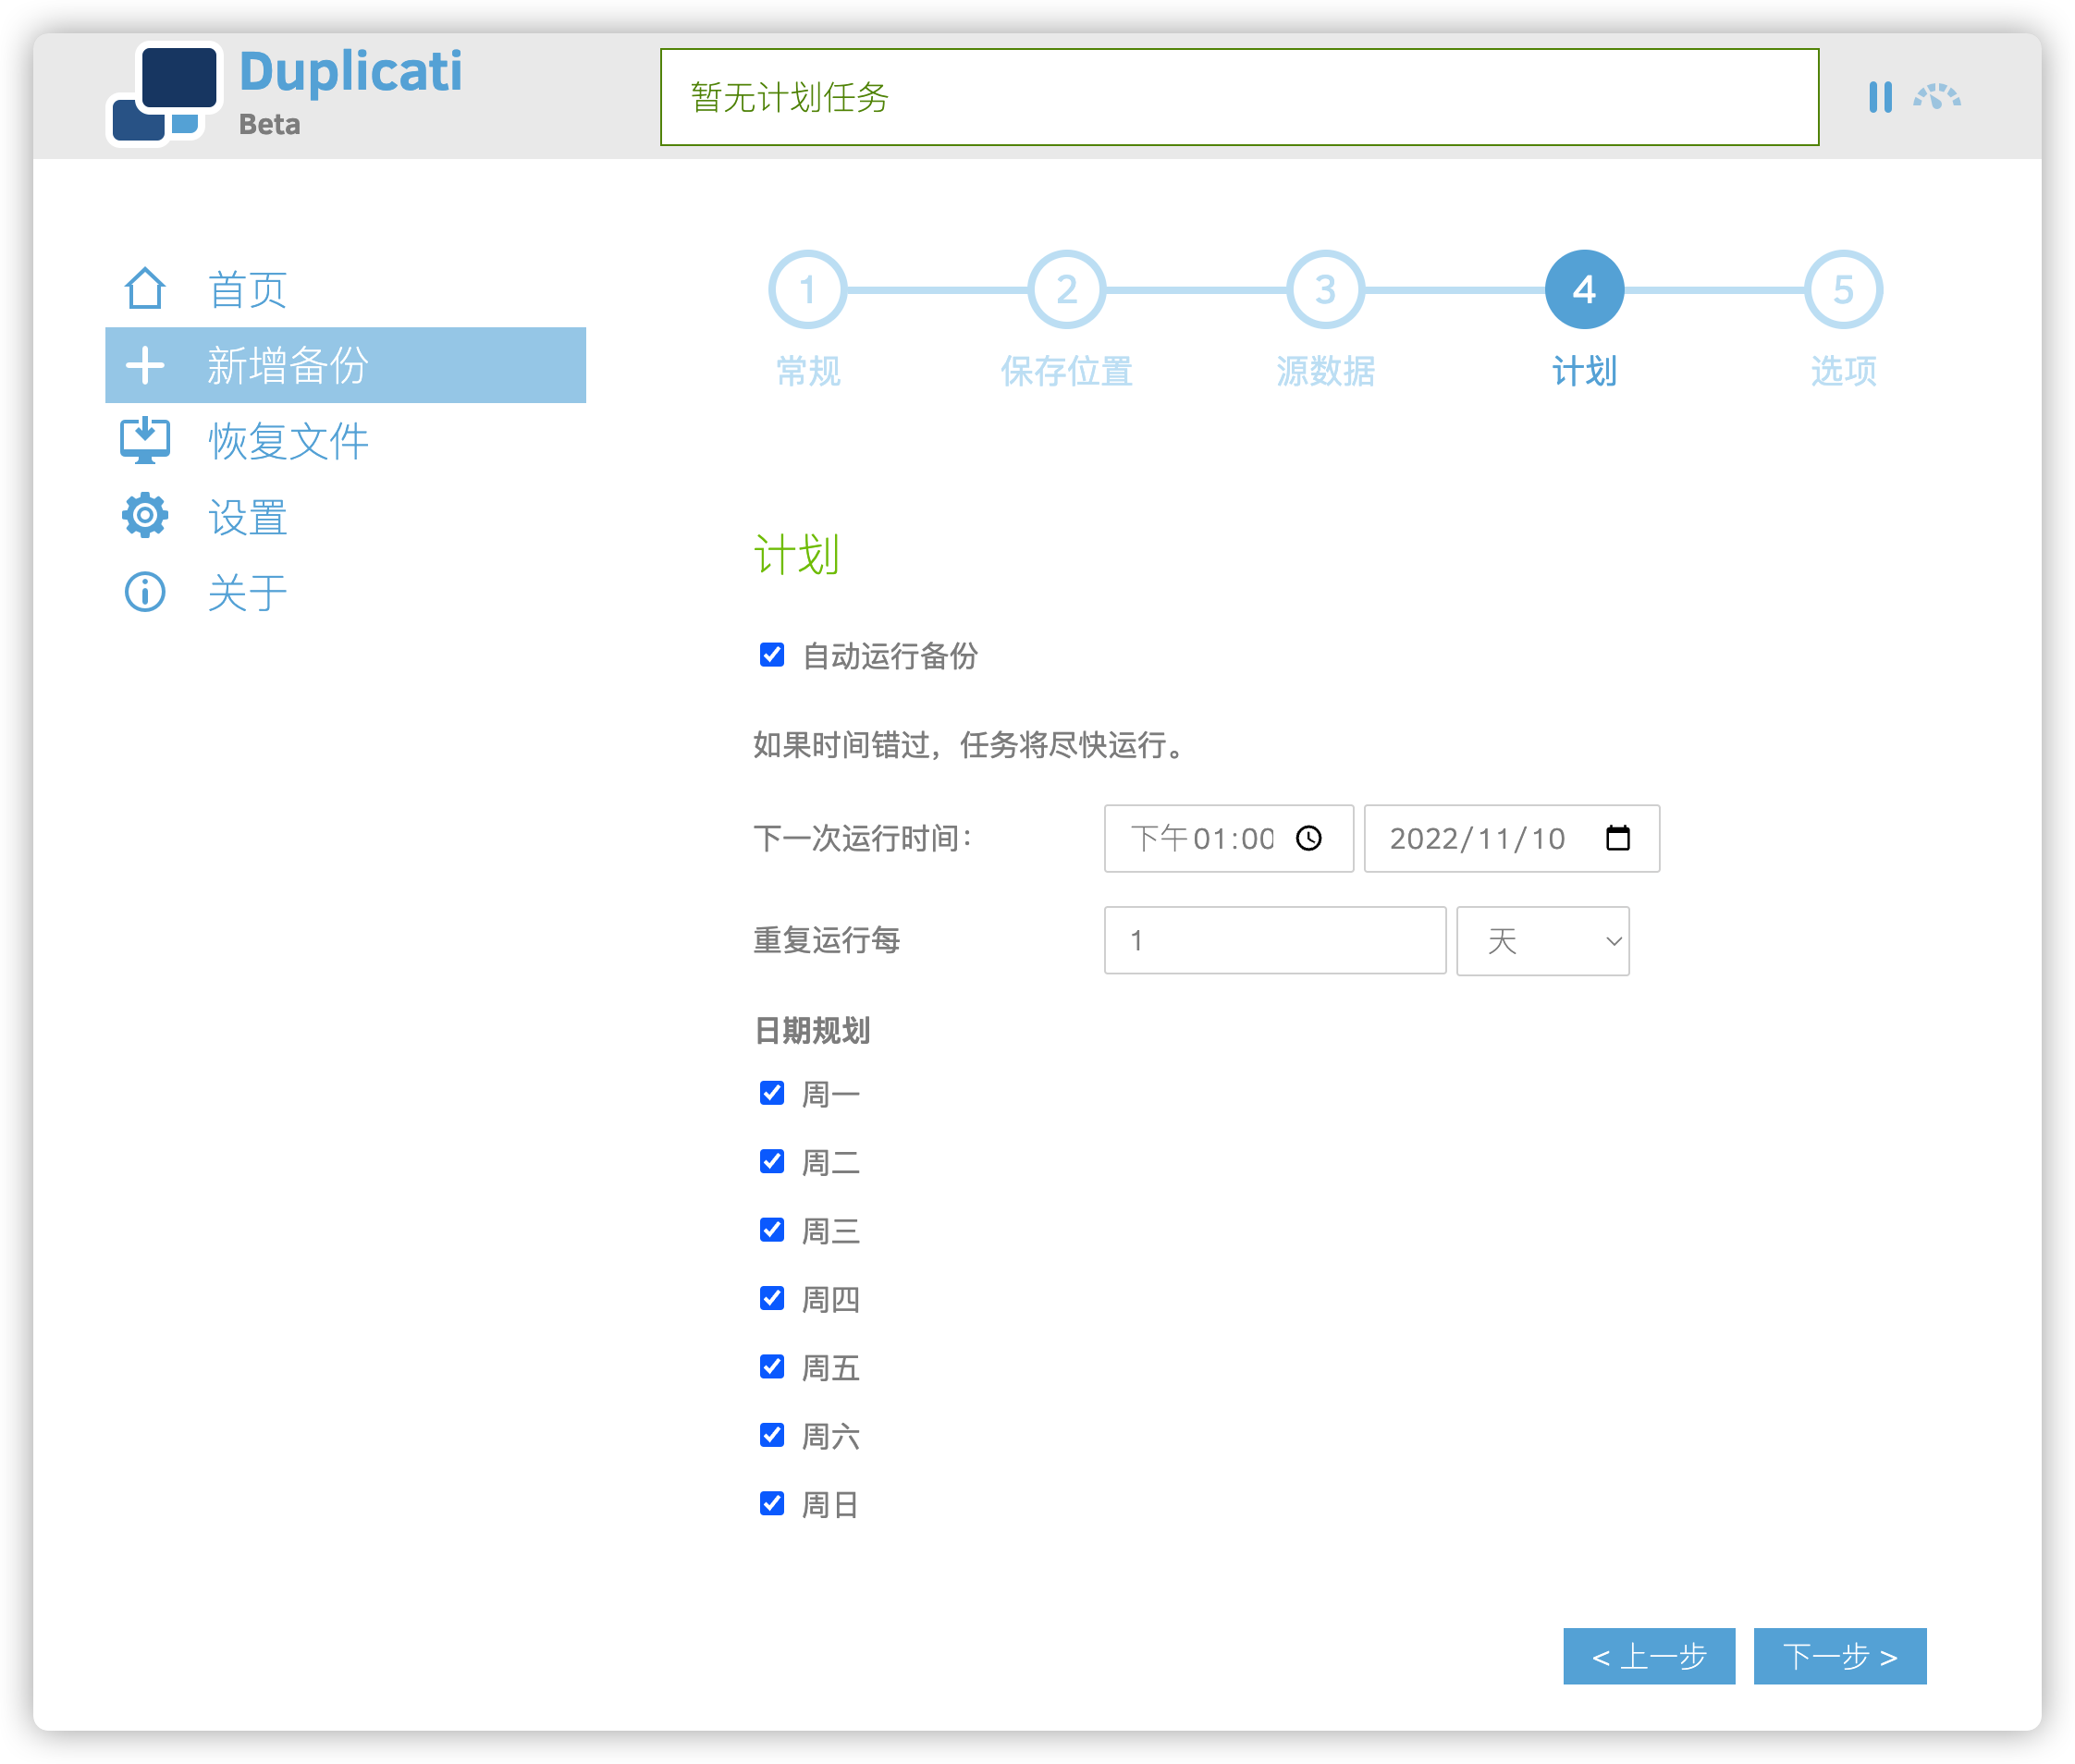 Duplicati
Beta
暂无计划任务
首页
新增备份
恢复文件
设置
关于
1
2
3
4
5
常规
保存位置
源数据
计划
选项
计划
自动运行备份
如果时间错过，任务将尽快运行。
下一次运行时间：
下午01:00
2022/11/10
重复运行每
1
天
日期规划
周一
周二
周三
周四
周五
周六
周日
< 上一步
下一步 >